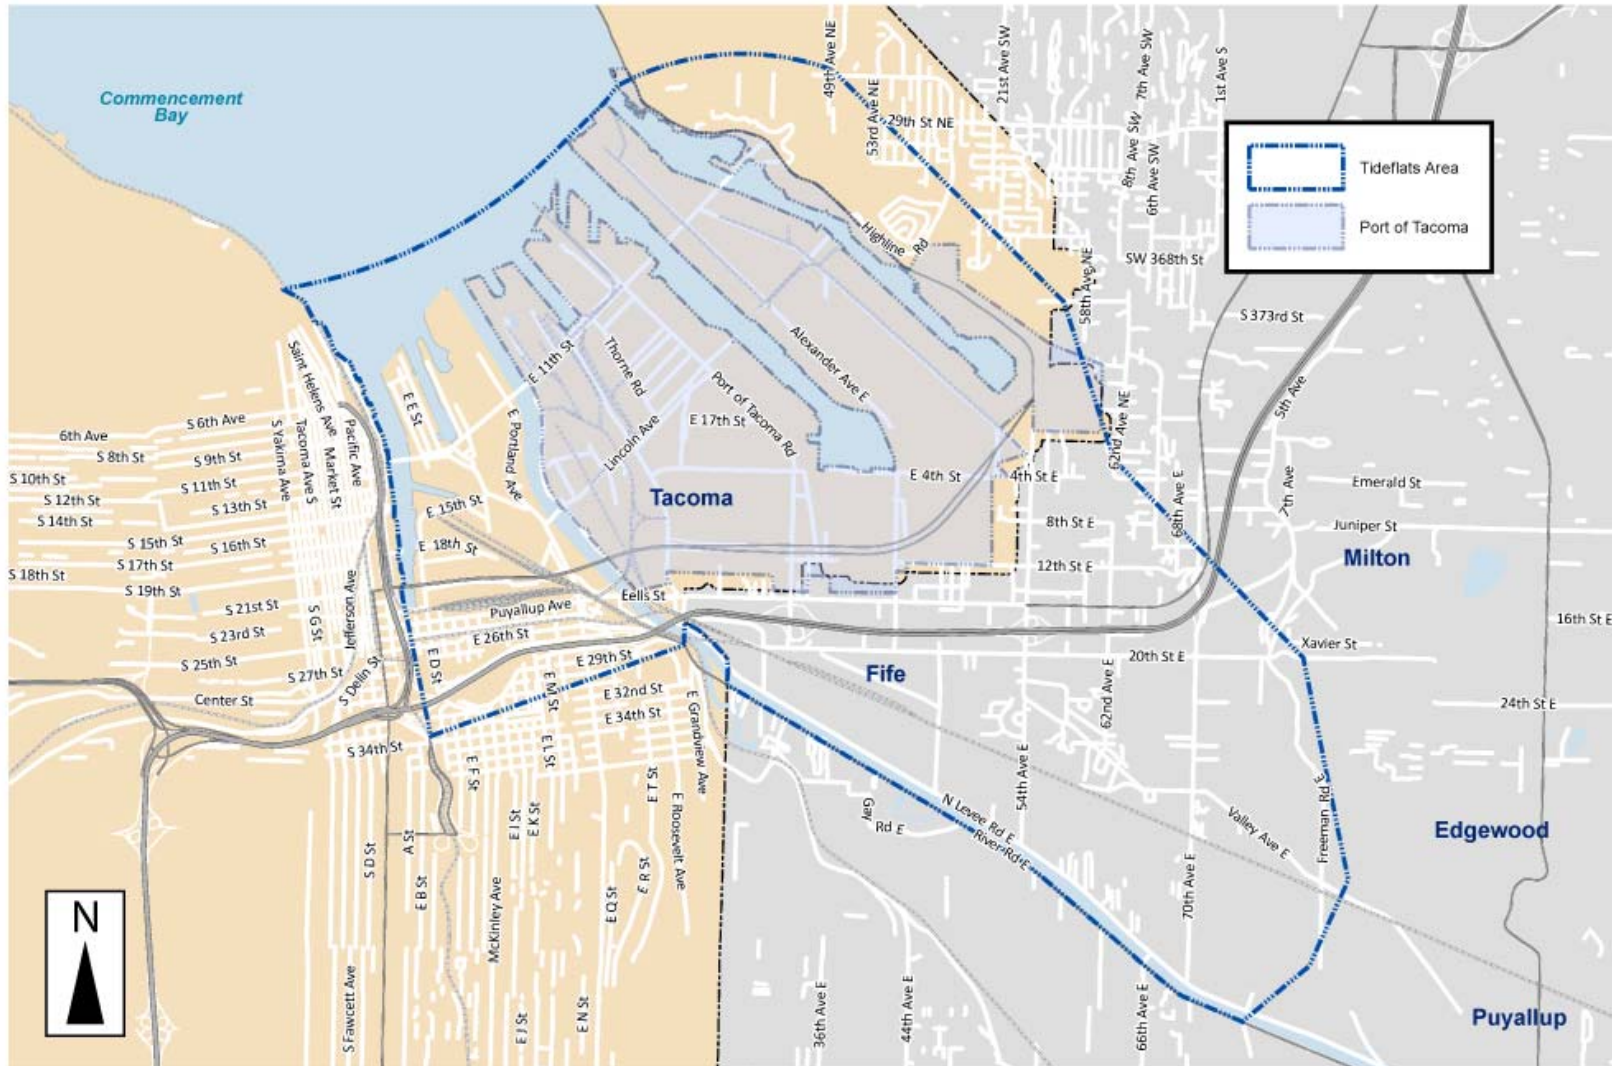 Commencement
Bay
49th Ave NE
53rd Ave NE
29th St NE
21st Ave SW
7th Ave SW
8th Ave SW
6th Ave SW
1st Ave S
Tideflats Area
Port of Tacoma
Highline Rd
SW 368th St
58th Ave NE
S 373rd St
5th Ave
Saint Helens Ave
E 11th St
Thorne Rd
Alexander Ave E
Port of Tacoma Rd
E E St
E Portland Ave
Lincoln Ave
E 17th St
62nd Ave NE
6th Ave
S 6th Ave
S 8th St
S 9th St
S 10th St
S 11th St
S 12th St
S 13th St
S 14th St
S 15th St
S 16th St
S 17th St
S 18th St
S 19th St
S 21st St
S 23rd St
S 25th St
S 27th St
Center St
S Yakima Ave
Tacoma Ave S
Market St
Pacific Ave
Jefferson Ave
S G St
S Delin St
E 15th St
E 18th St
Tacoma
E 4th St
4th St E
8th St E
12th St E
68th Ave E
7th Ave
Emerald St
Juniper St
Milton
16th St E
Eells St
Puyallup Ave
E 26th St
E 29th St
E D St
E M St
E 32nd St
E 34th St
E L St
E Grandview Ave
Fife
20th St E
Xavier St
62nd Ave E
24th St E
S 34th St
E F St
E T St
E Roosevelt Ave
54th Ave E
Gay
Rd E
N Levee Rd E
River Rd E
Valley Ave E
Freeman Rd E
Edgewood
E I St
E K St
S D St
A St
E B St
McKinley Ave
E R St
E Q St
70th Ave E
N
S Fawcett Ave
E J St
E N St
36th Ave E
44th Ave E
66th Ave E
Puyallup